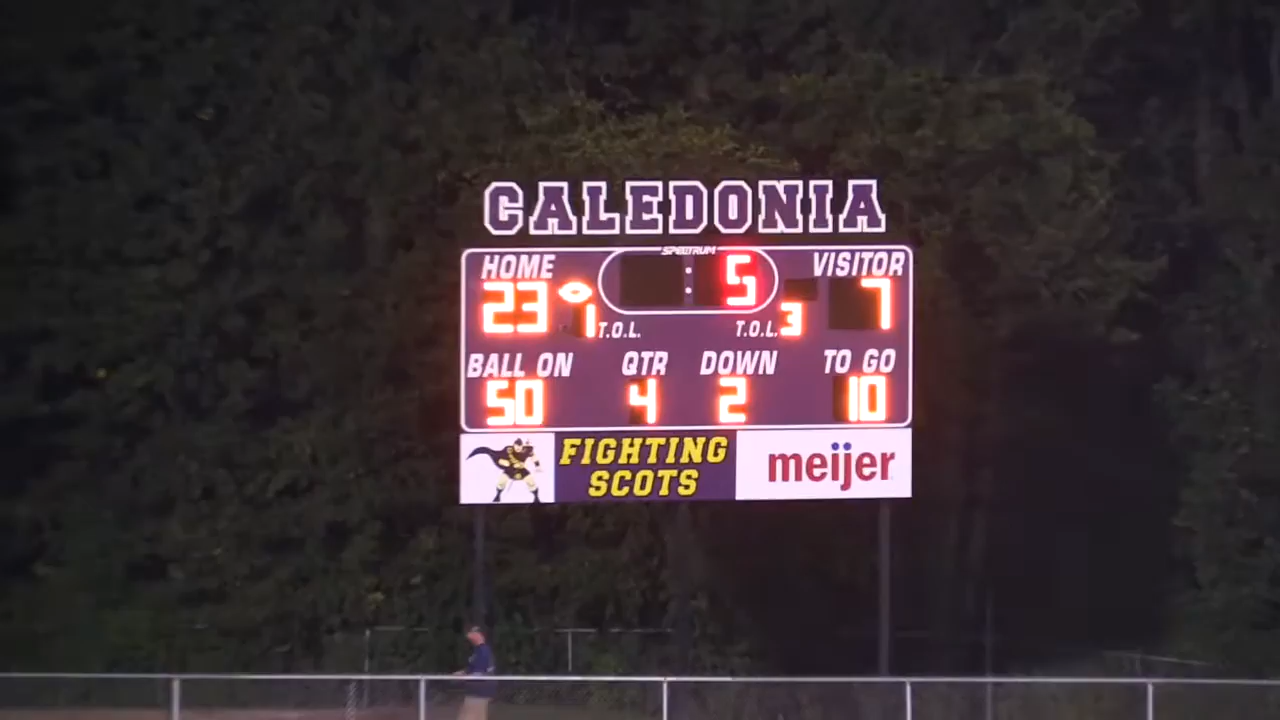 CALEDONIA
SPECTRUM
HOME : 5 VISITOR
23 1 T.O.L. T.O.L. 3 7
BALL ON QTR DOWN TO GO
50 4 2 10
FIGHTING
SCOTS
meijer